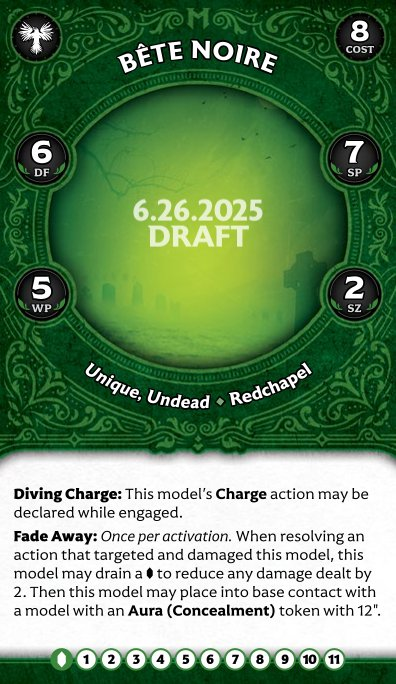 BÊTE NOIRE
8
COST
6
DF
7
SP
6.26.2025
DRAFT
5
WP
2
SZ
Unique, Undead ⬥ Redchapel
Diving Charge: This model's Charge action may be
declared while engaged.
Fade Away: Once per activation. When resolving an
action that targeted and damaged this model, this
model may drain a ⬮ to reduce any damage dealt by
2. Then this model may place into base contact with
a model with an Aura (Concealment) token with 12".
1 2 3 4 5 6 7 8 9 10 11